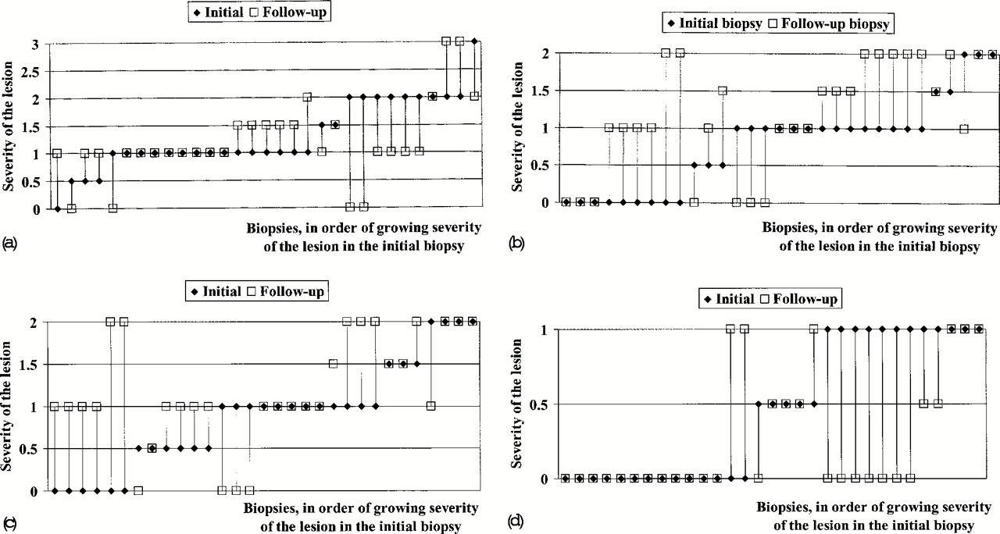 ◆ Initial □ Follow-up
Severity of the lesion
3
2.5
2
1.5
1
0.5
0
Biopsies, in order of growing severity
of the lesion in the initial biopsy
(a)
◆ Initial biopsy □ Follow-up biopsy
Severity of the lesion
2
1.5
1
0.5
0
Biopsies, in order of growing severity
of the lesion in the initial biopsy
(b)
◆ Initial □ Follow-up
Severity of the lesion
2
1.5
1
0.5
0
Biopsies, in order of growing severity
of the lesion in the initial biopsy
(c)
◆ Initial □ Follow-up
Severity of the lesion
1
0.5
0
Biopsies, in order of growing severity
of the lesion in the initial biopsy
(d)